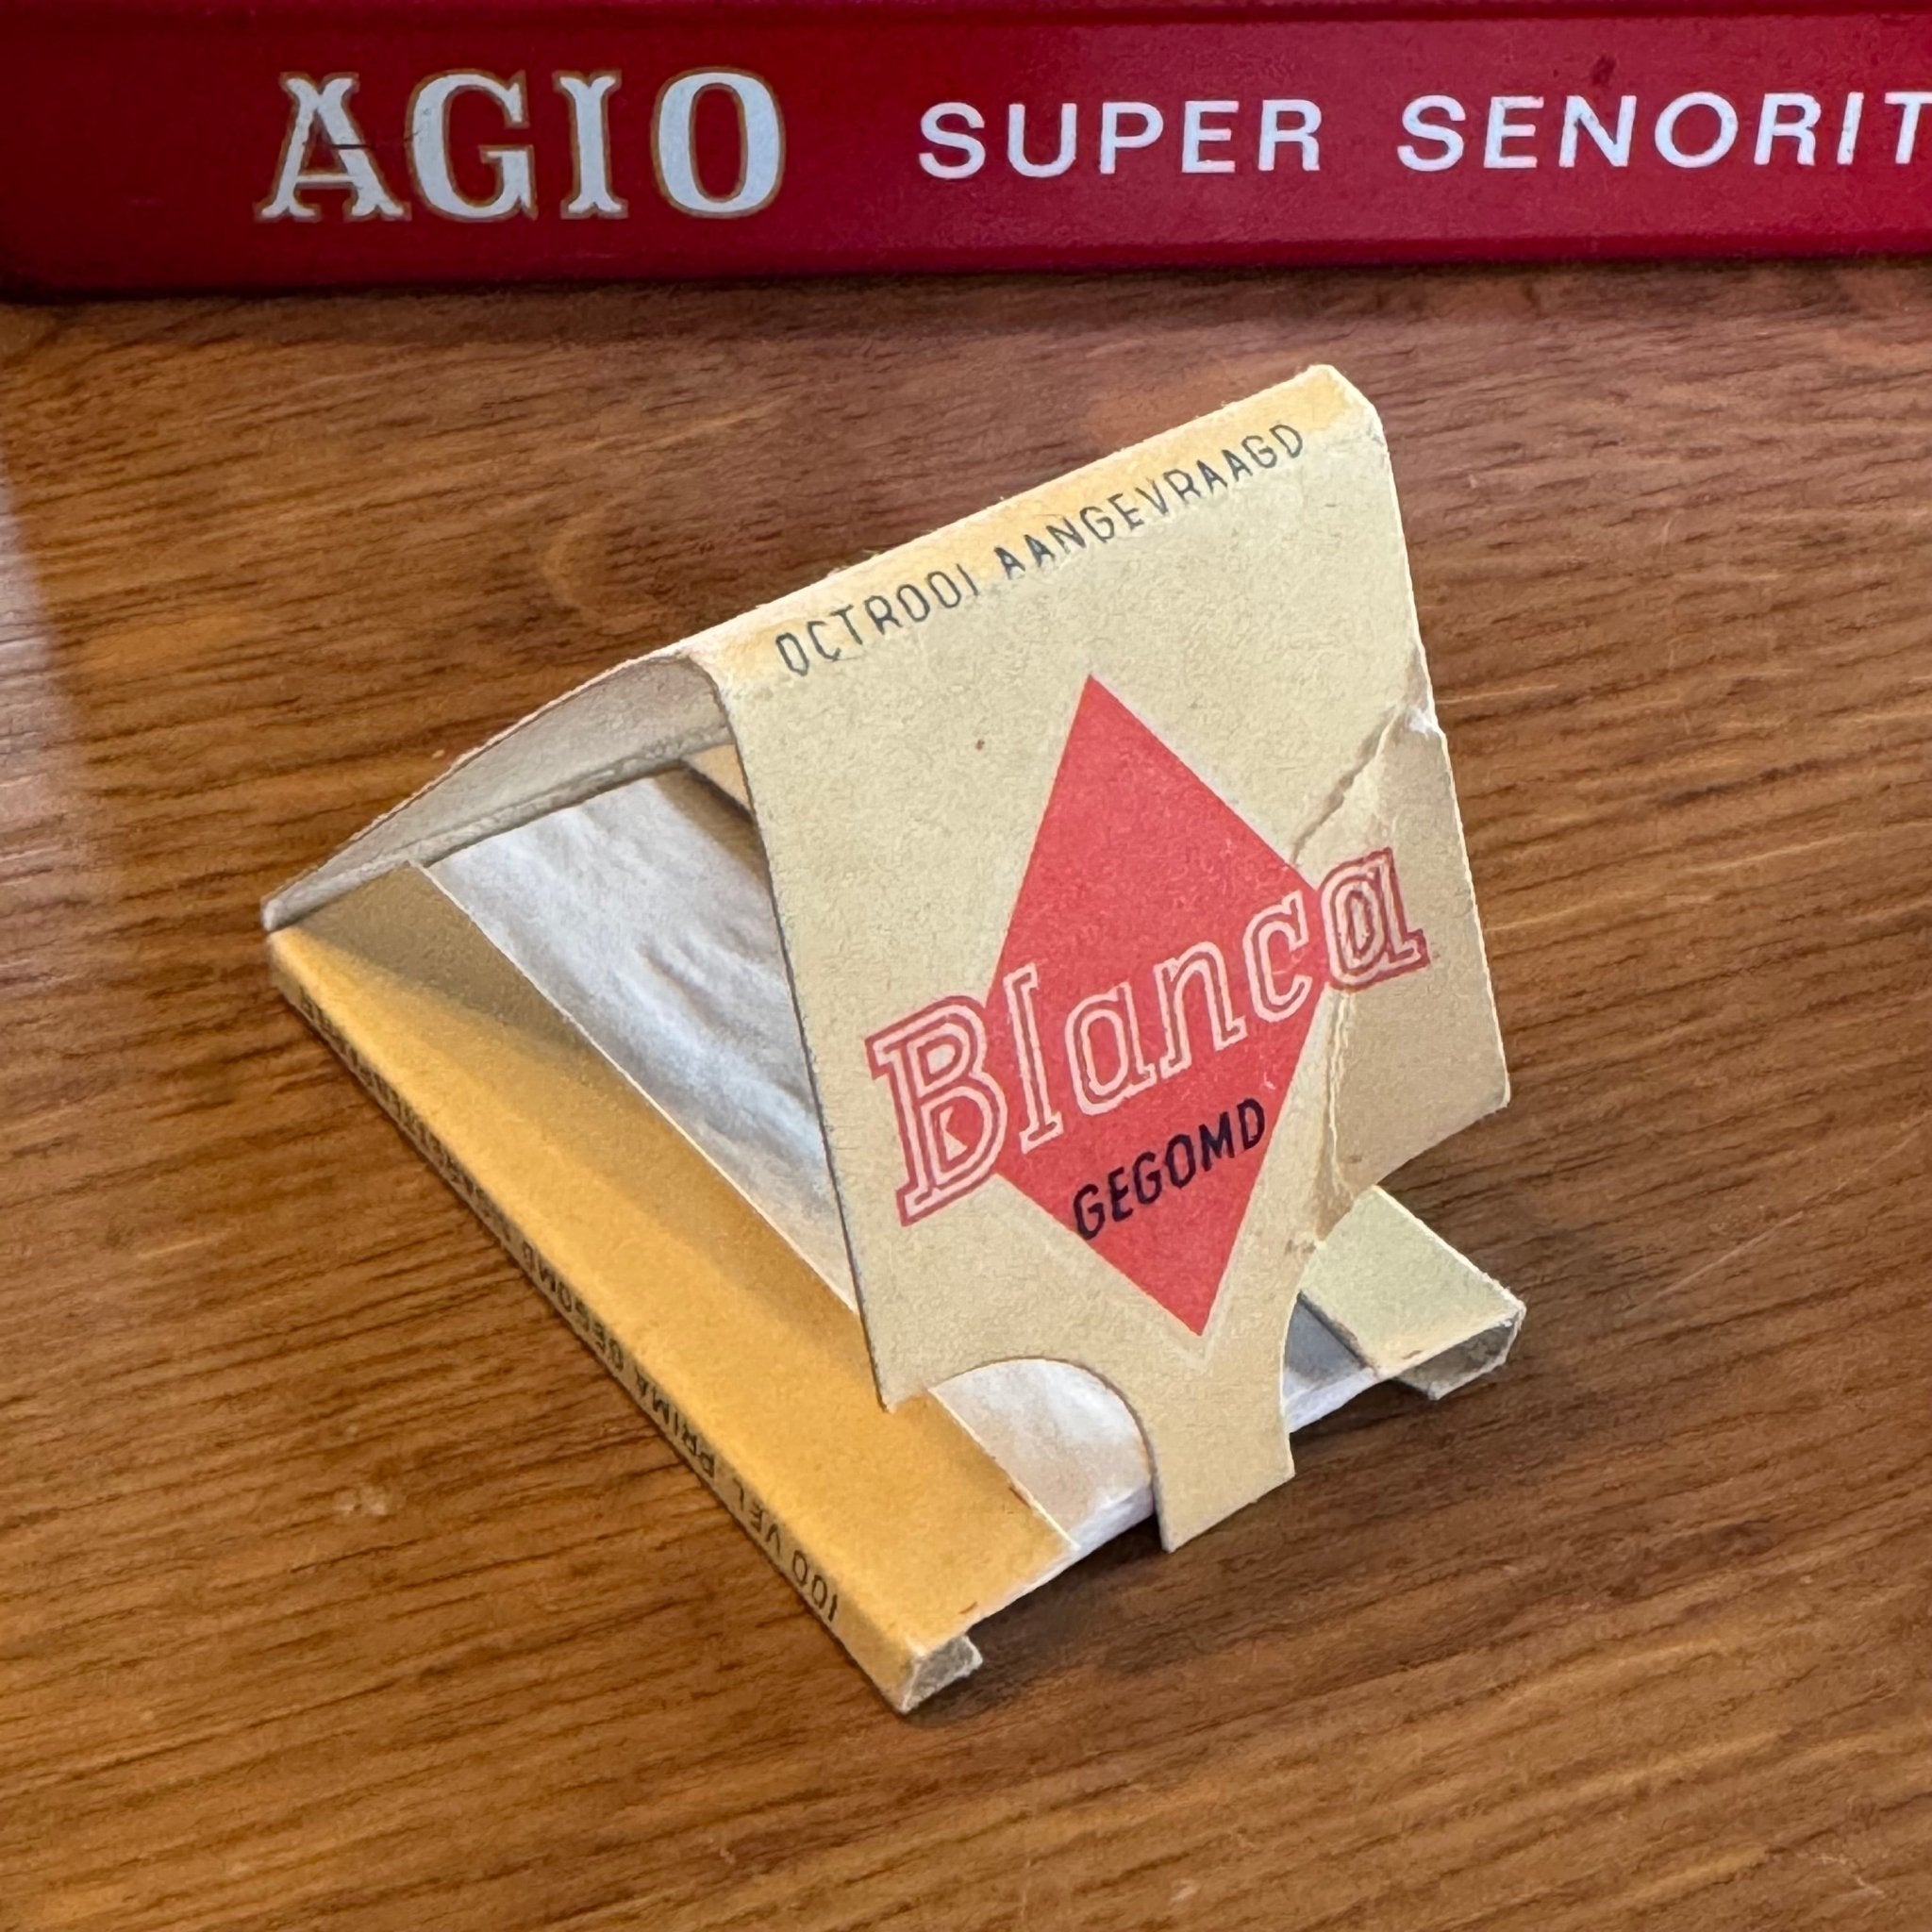 AGIO SUPER SENORIT
OCTROOI AANGEVRAAGD
Blanca
GEGOMD
100 VEL PRIMA GEGOMD